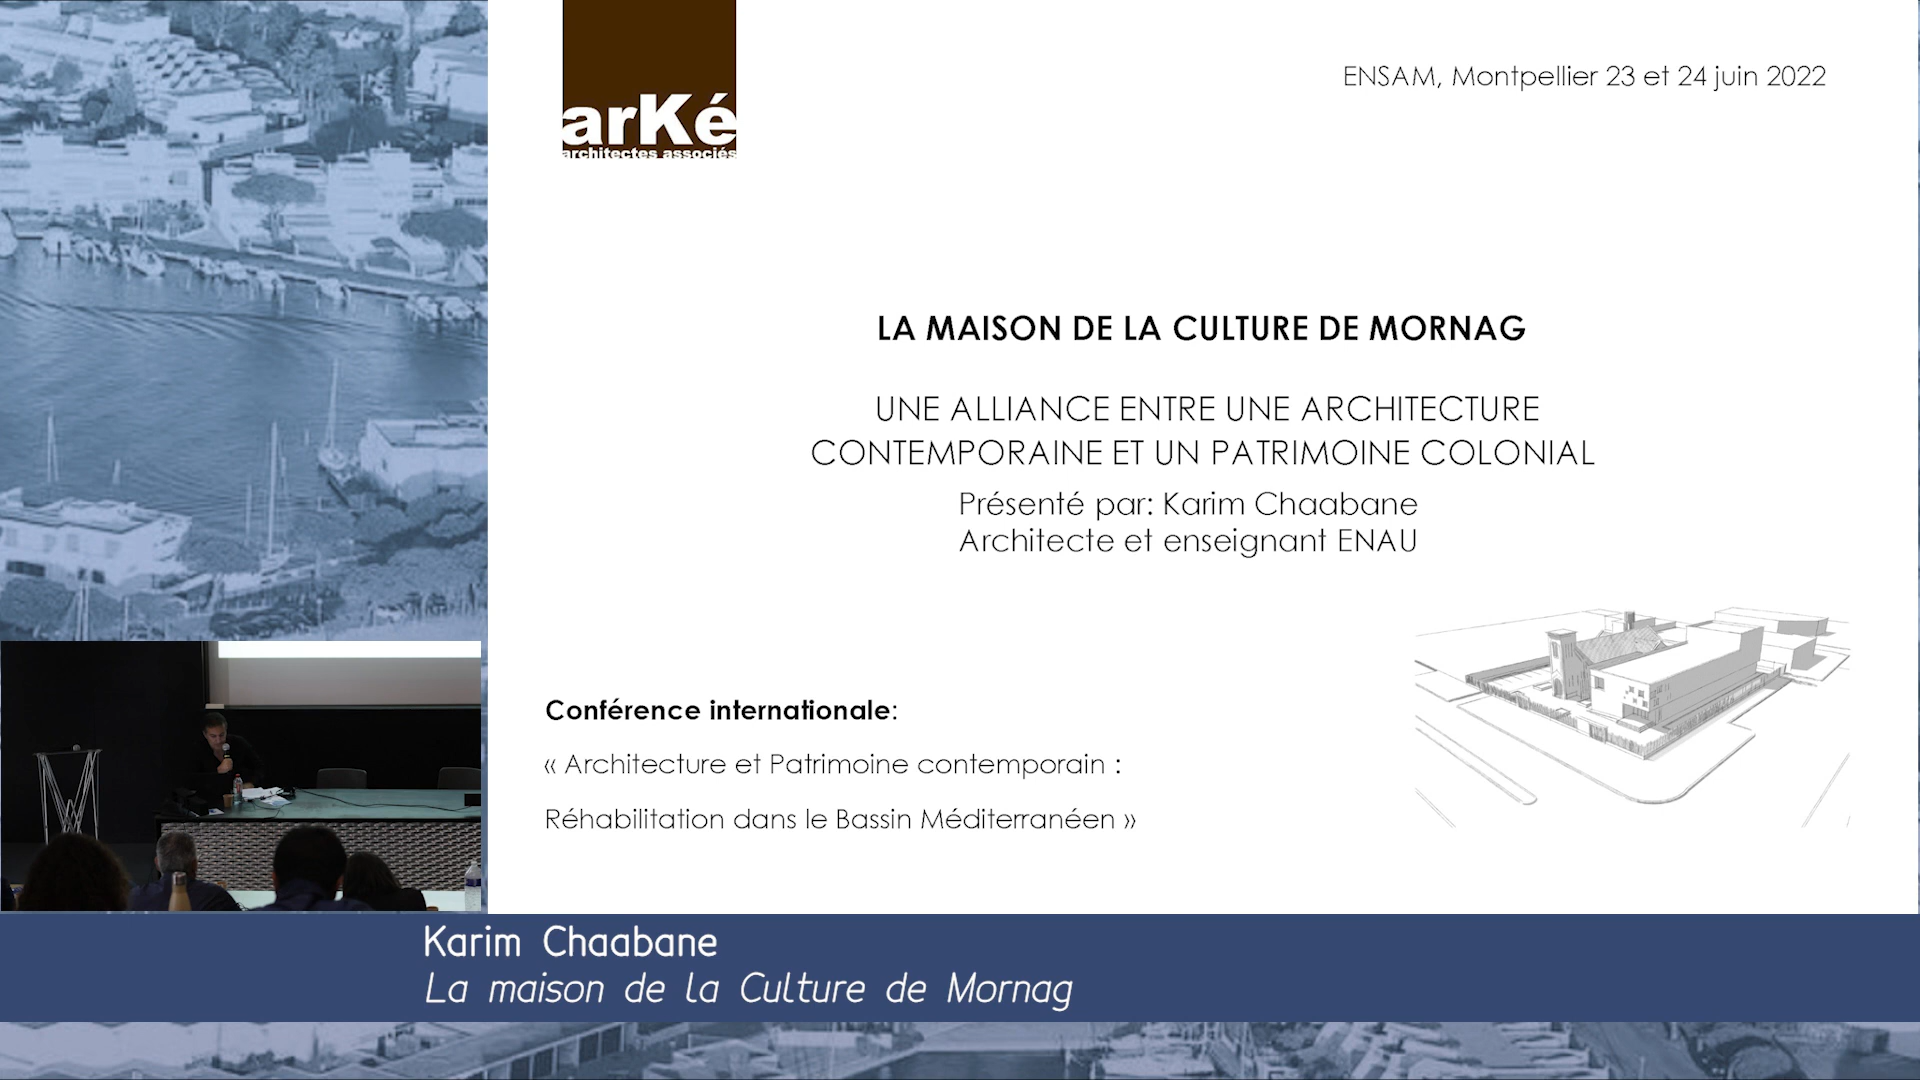 arKé
architectes associés
ENSAM, Montpellier 23 et 24 juin 2022
LA MAISON DE LA CULTURE DE MORNAG
UNE ALLIANCE ENTRE UNE ARCHITECTURE
CONTEMPORAINE ET UN PATRIMOINE COLONIAL
Présenté par: Karim Chaabane
Architecte et enseignant ENAU
Conférence internationale:
« Architecture et Patrimoine contemporain :
Réhabilitation dans le Bassin Méditerranéen »
Karim Chaabane
La maison de la Culture de Mornag